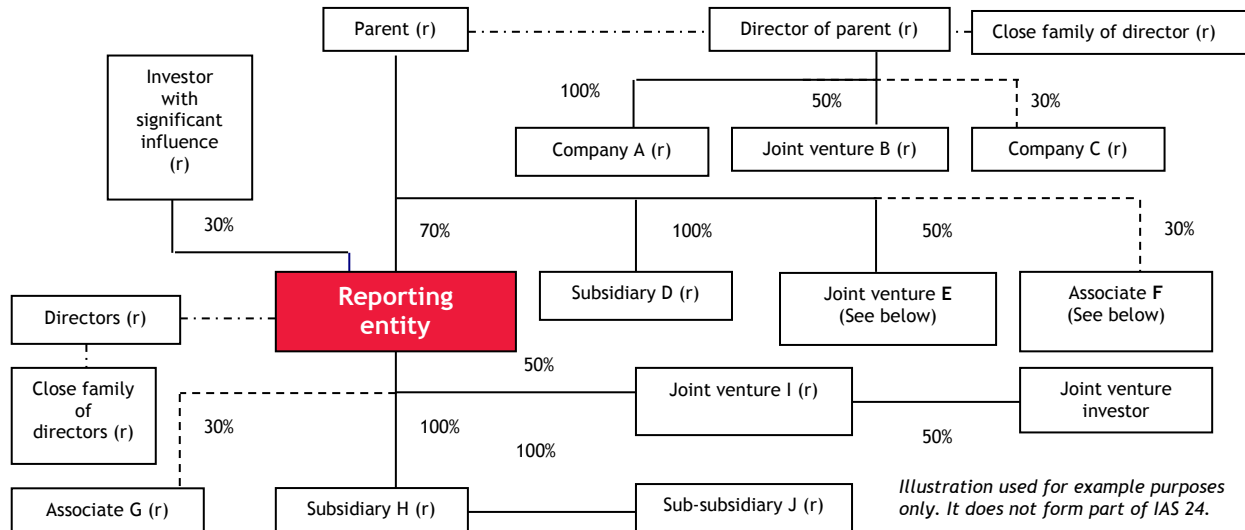 Parent (r)
Director of parent (r)
Close family of director (r)
Investor
with
significant
influence
(r)
100%
50%
30%
Company A (r)
Joint venture B (r)
Company C (r)
30%
70%
100%
50%
30%
Reporting
entity
Subsidiary D (r)
Joint venture E
(See below)
Associate F
(See below)
Directors (r)
50%
Close family
of
directors (r)
Joint venture I (r)
Joint venture
investor
30%
100%
100%
50%
Associate G (r)
Subsidiary H (r)
Sub-subsidiary J (r)
Illustration used for example purposes
only. It does not form part of IAS 24.